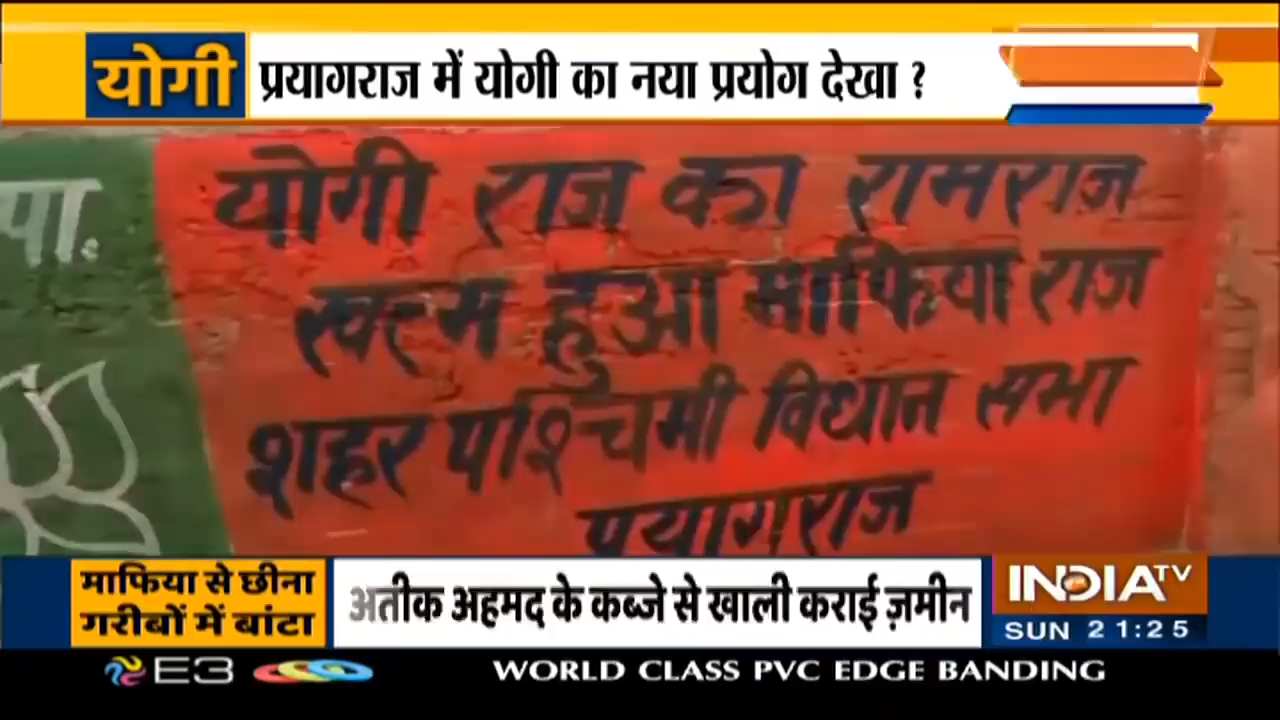 योगी
प्रयागराज में योगी का नया प्रयोग देखा ?
पा.
योगी राज का रामराज
खत्म हुआ माफिया राज
शहर पश्चिमी विधान सभा
प्रयागराज
माफिया से छीना
गरीबों में बांटा
अतीक अहमद के कब्जे से खाली कराई ज़मीन
INDIA TV
SUN 21:25
E3
WORLD CLASS PVC EDGE BANDING